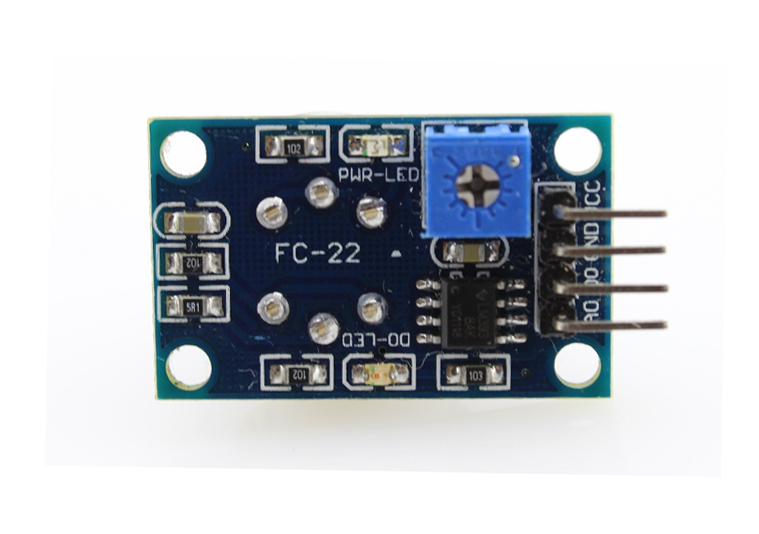 102
PWR-LED
VCC
GND
DO
AO
FC-22
102
5R1
DO-LED
102
103